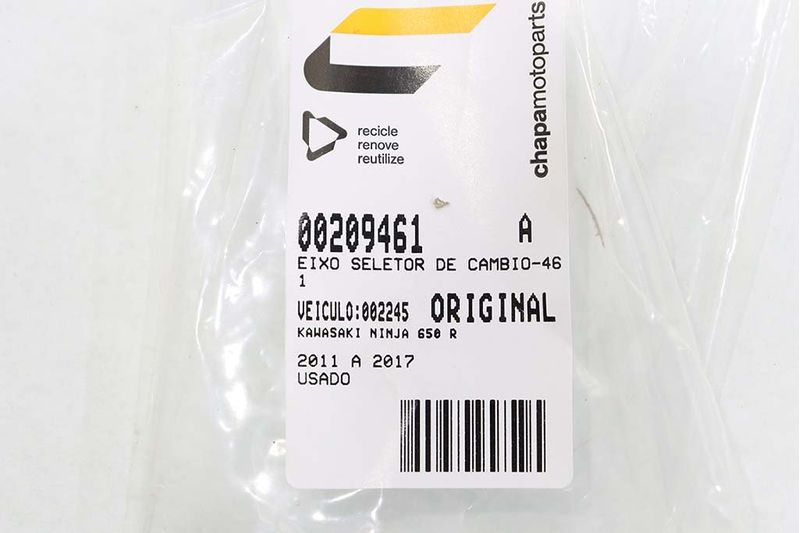 chapamotoparts
recicle
renove
reutilize
00209461 A
EIXO SELETOR DE CAMBIO-46
1
VEICULO:002245 ORIGINAL
KAWASAKI NINJA 650 R
2011 A 2017
USADO